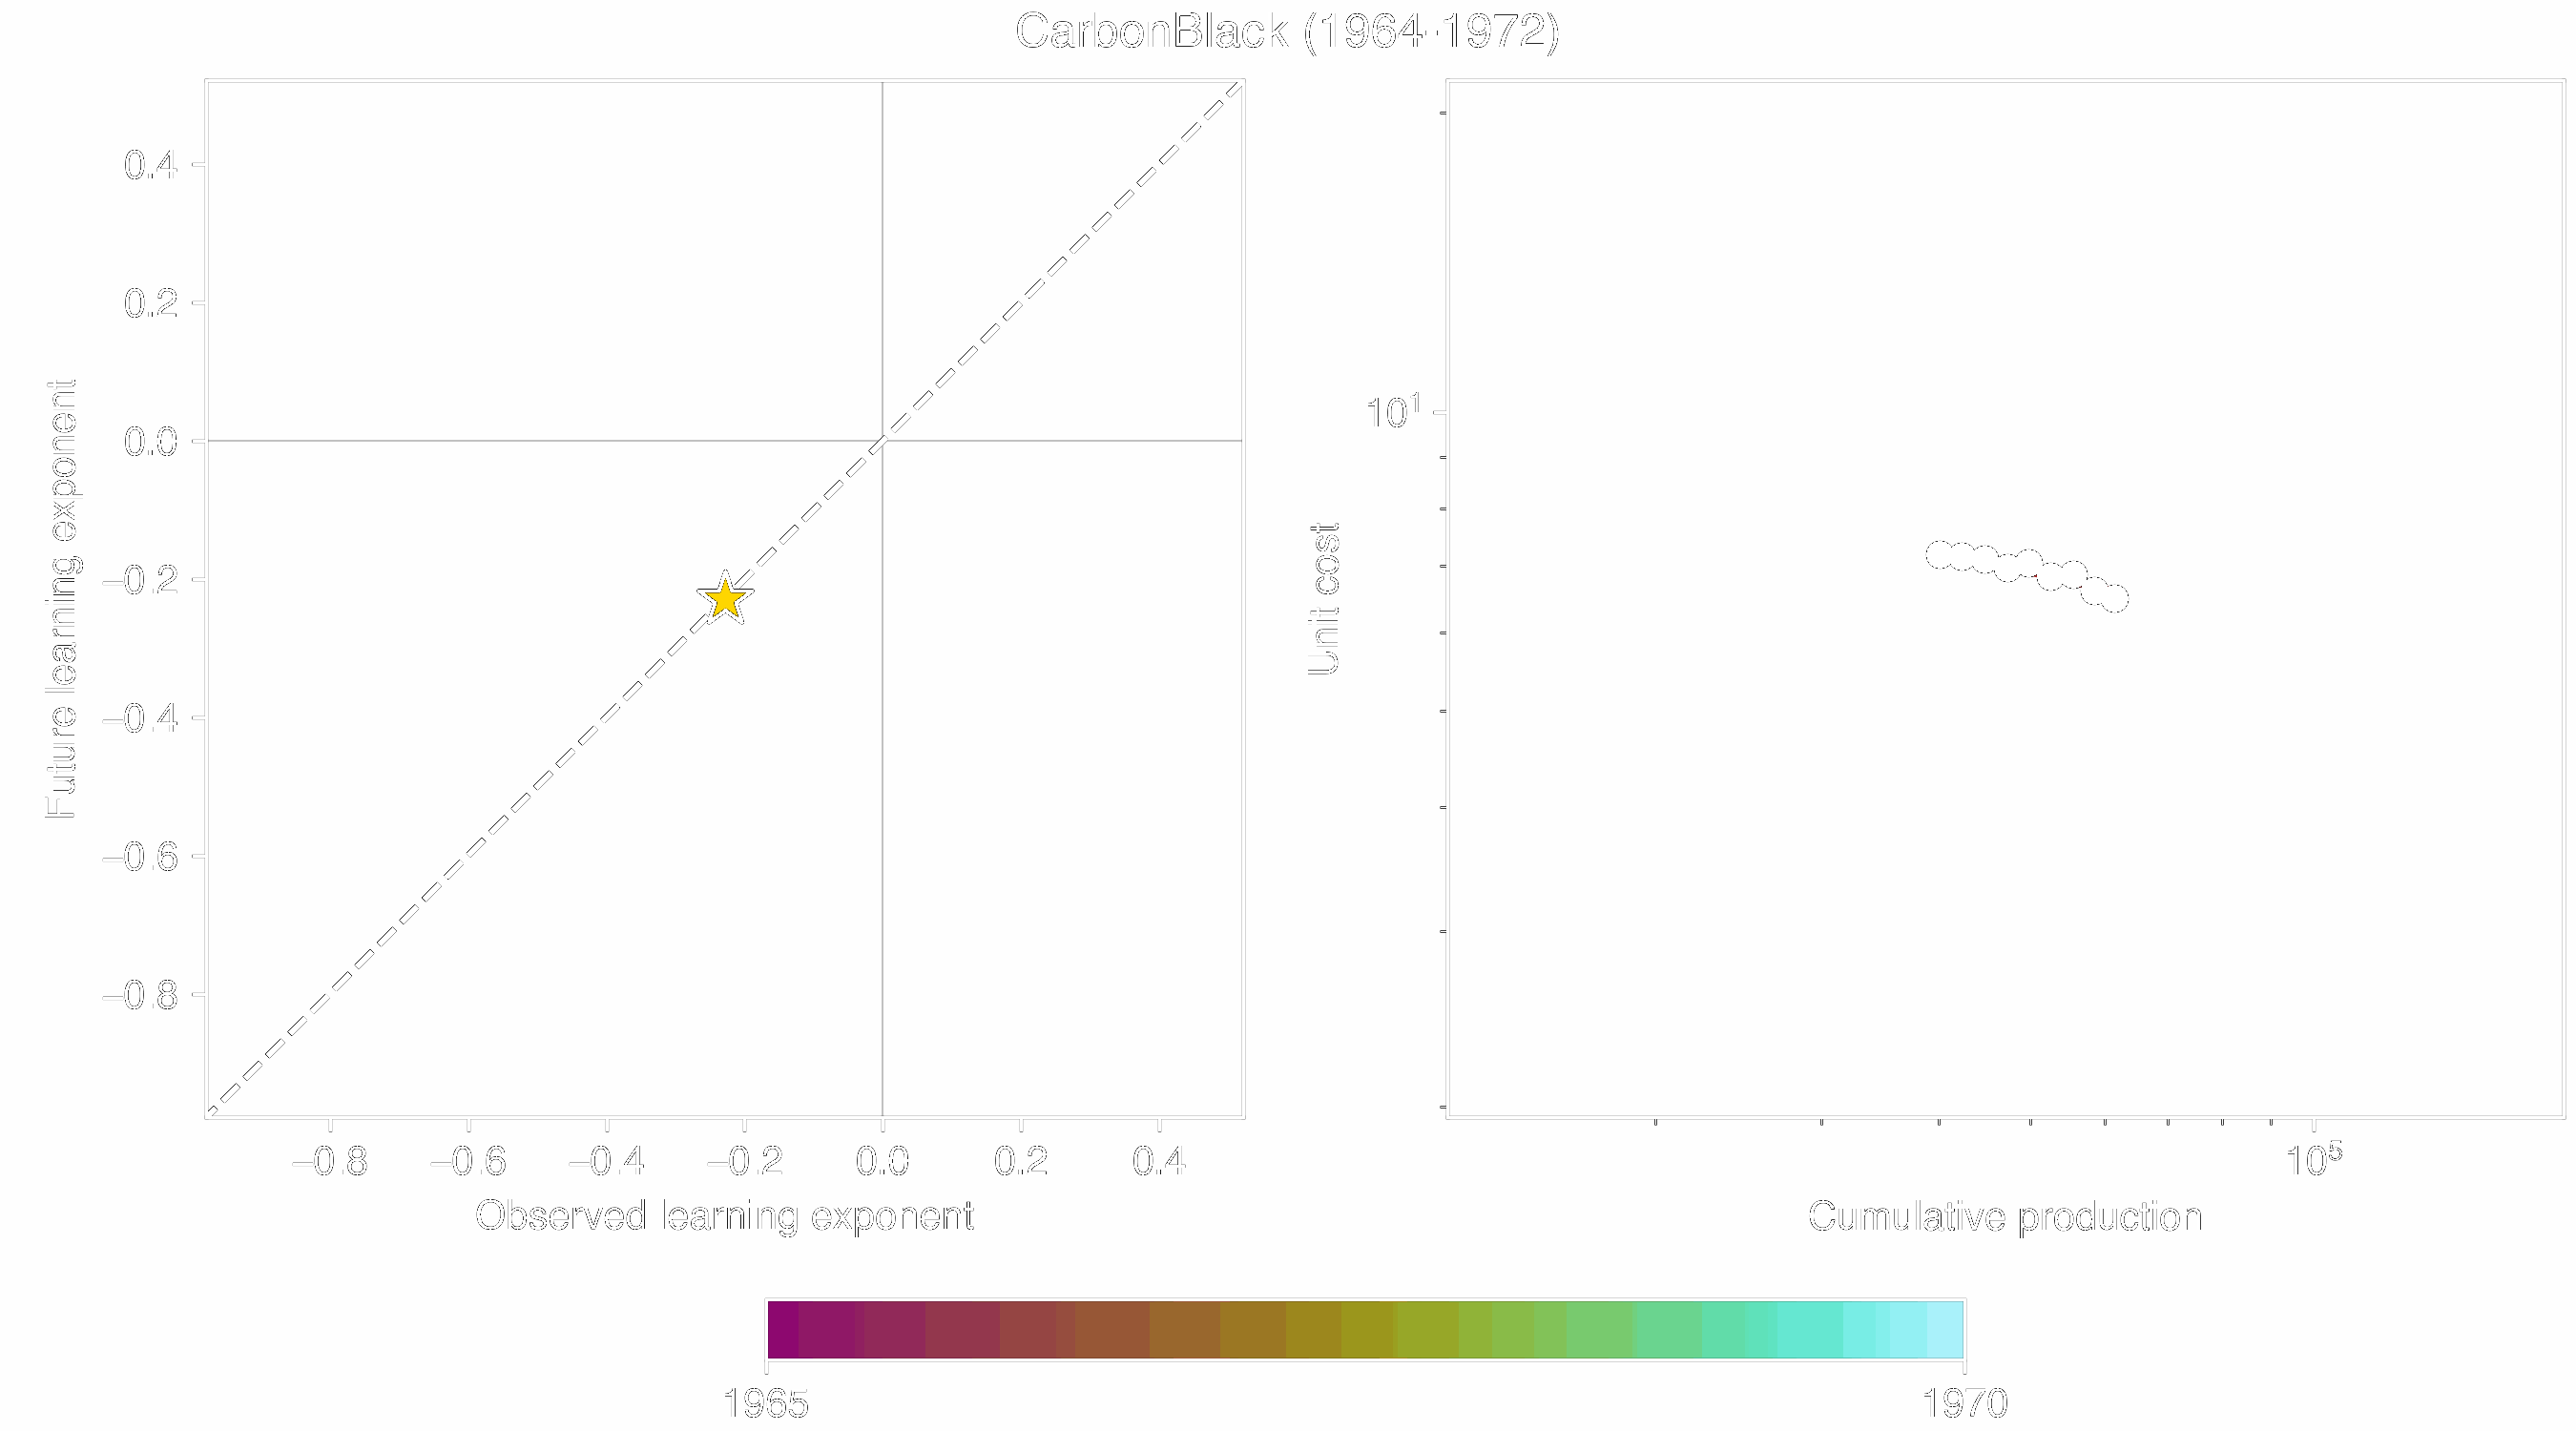 CarbonBlack (1964-1972)
Future learning exponent
0.4
0.2
0.0
−0.2
−0.4
−0.6
−0.8
−0.8 −0.6 −0.4 −0.2 0.0 0.2 0.4
Observed learning exponent
Unit cost
10¹
10⁵
Cumulative production
1965 1970